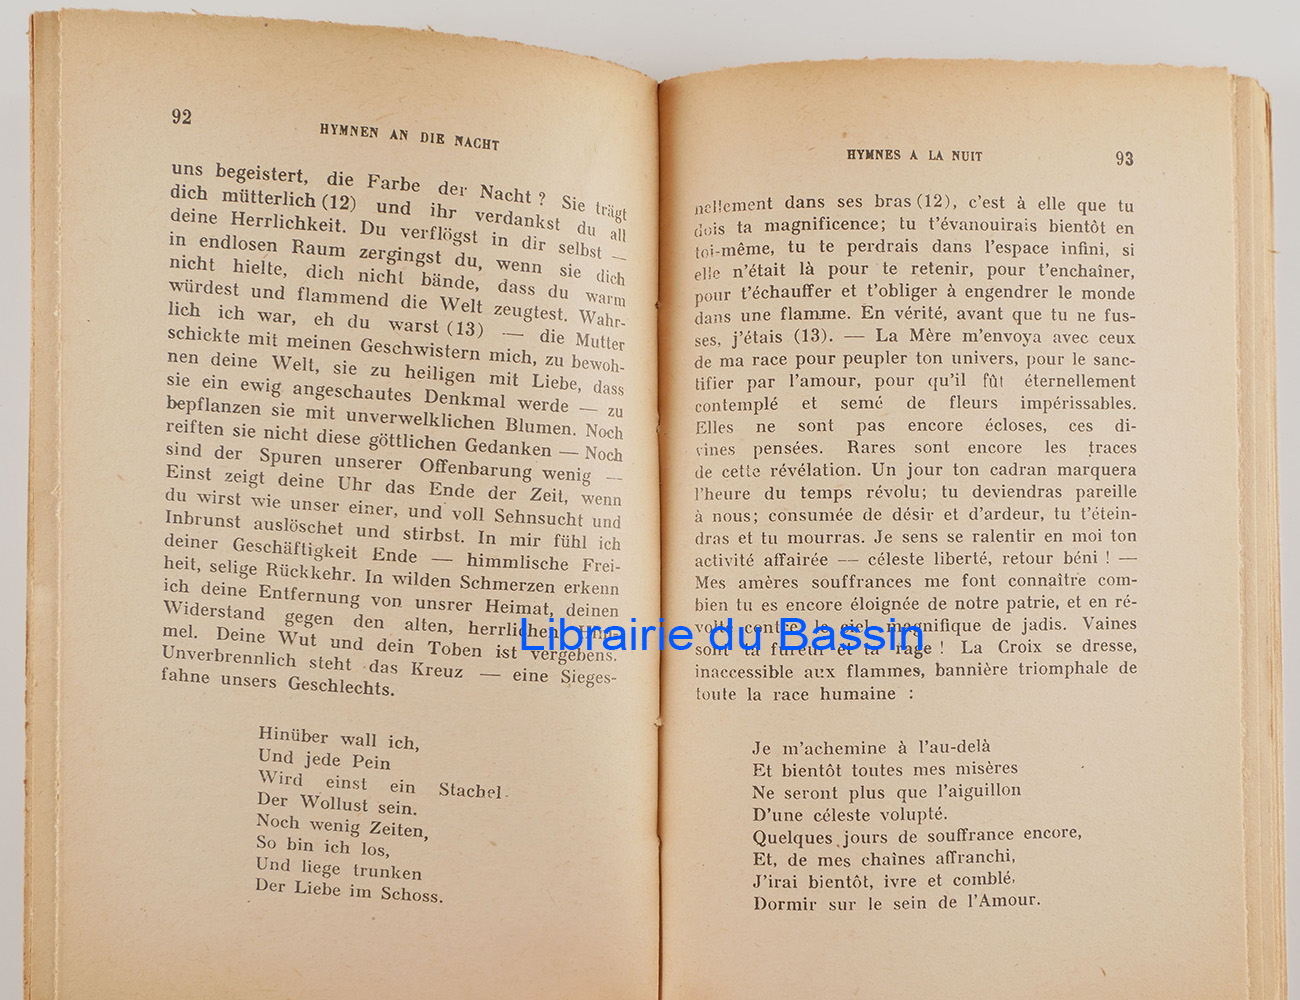 92
HYMNEN AN DIE NACHT
uns begeistert, die Farbe der Nacht ? Sie trägt
dich mütterlich (12) und ihr verdankst du all
deine Herrlichkeit. Du verflögst in dir selbst —
in endlosen Raum zergingst du, wenn sie dich
nicht hielte, dich nicht bände, dass du warm
würdest und flammend die Welt zeugtest. Wahr-
lich ich war, eh du warst (13) — die Mutter
schickte mit meinen Geschwistern mich, zu bewoh-
nen deine Welt, sie zu heiligen mit Liebe, dass
sie ein ewig angeschautes Denkmal werde — zu
bepflanzen sie mit unverwelklichen Blumen. Noch
reiften sie nicht diese göttlichen Gedanken — Noch
sind der Spuren unserer Offenbarung wenig —
Einst zeigt deine Uhr das Ende der Zeit, wenn
du wirst wie unser einer, und voll Sehnsucht und
Inbrunst auslöschet und stirbst. In mir fühl ich
deiner Geschäftigkeit Ende — himmlische Frei-
heit, selige Rückkehr. In wilden Schmerzen erkenn
ich deine Entfernung von unsrer Heimat, deinen
Widerstand gegen den alten, herrlichen Him-
mel. Deine Wut und dein Toben ist vergebens.
Unverbrennlich steht das Kreuz — eine Sieges-
fahne unsers Geschlechts.
Hinüber wall ich,
Und jede Pein
Wird einst ein Stachel
Der Wollust sein.
Noch wenig Zeiten,
So bin ich los,
Und liege trunken
Der Liebe im Schoss.
HYMNES A LA NUIT
93
nellement dans ses bras (12), c'est à elle que tu
dois ta magnificence ; tu t'évanouirais bientôt en
toi-même, tu te perdrais dans l'espace infini, si
elle n'était là pour te retenir, pour t'enchaîner,
pour t'échauffer et t'obliger à engendrer le monde
dans une flamme. En vérité, avant que tu ne fus-
ses, j'étais (13). — La Mère m'envoya avec ceux
de ma race pour peupler ton univers, pour le sanc-
tifier par l'amour, pour qu'il fût éternellement
contemplé et semé de fleurs impérissables.
Elles ne sont pas encore écloses, ces di-
vines pensées. Rares sont encore les traces
de cette révélation. Un jour ton cadran marquera
l'heure du temps révolu; tu deviendras pareille
à nous; consumée de désir et d'ardeur, tu t'étein-
dras et tu mourras. Je sens se ralentir en moi ton
activité affairée — céleste liberté, retour béni ! —
Mes amères souffrances me font connaître com-
bien tu es encore éloignée de notre patrie, et en ré-
volte contre le ciel magnifique de jadis. Vaines
sont ta fureur et ta rage ! La Croix se dresse,
inaccessible aux flammes, bannière triomphale de
toute la race humaine :
Je m'achemine à l'au-delà
Et bientôt toutes mes misères
Ne seront plus que l'aiguillon
D'une céleste volupté.
Quelques jours de souffrance encore,
Et, de mes chaînes affranchi,
J'irai bientôt, ivre et comblé,
Dormir sur le sein de l'Amour.
Librairie du Bassin